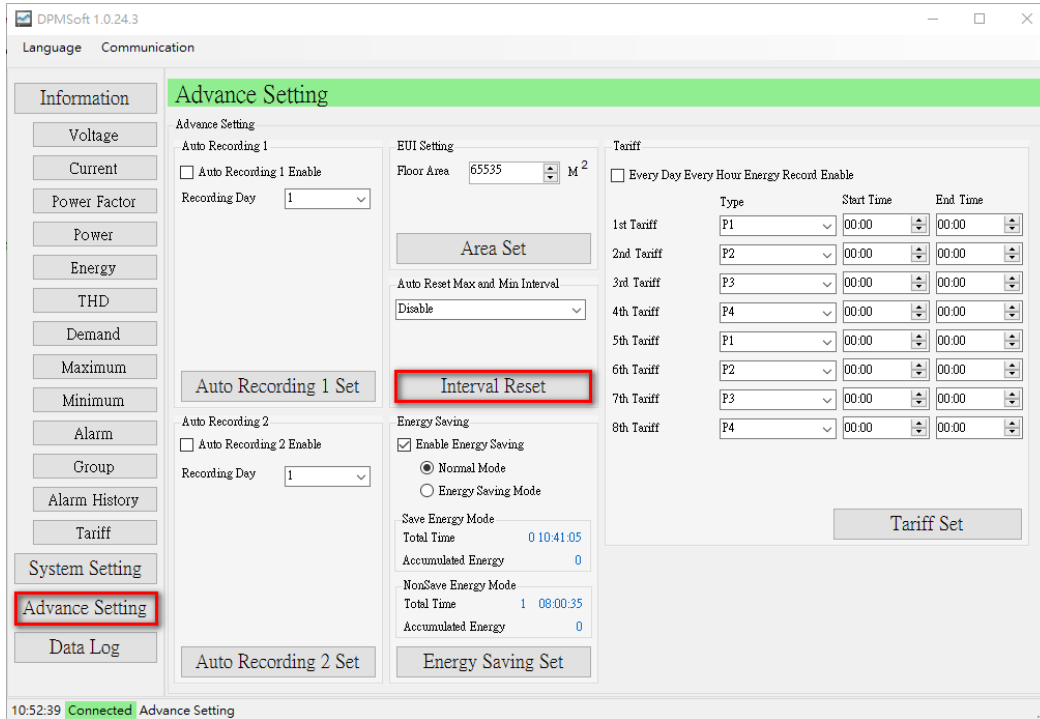 DPMSoft 1.0.24.3
Language Communication
Information
Voltage
Current
Power Factor
Power
Energy
THD
Demand
Maximum
Minimum
Alarm
Group
Alarm History
Tariff
System Setting
Advance Setting
Data Log
Advance Setting
Advance Setting
Auto Recording 1
Auto Recording 1 Enable
Recording Day 1
Auto Recording 1 Set
Auto Recording 2
Auto Recording 2 Enable
Recording Day 1
Auto Recording 2 Set
EUI Setting
Floor Area 65535 M 2
Area Set
Auto Reset Max and Min Interval
Disable
Interval Reset
Energy Saving
Enable Energy Saving
Normal Mode
Energy Saving Mode
Save Energy Mode
Total Time 0 10:41:05
Accumulated Energy 0
NonSave Energy Mode
Total Time 1 08:00:35
Accumulated Energy 0
Energy Saving Set
Tariff
Every Day Every Hour Energy Record Enable
Type Start Time End Time
1st Tariff P1 00:00 00:00
2nd Tariff P2 00:00 00:00
3rd Tariff P3 00:00 00:00
4th Tariff P4 00:00 00:00
5th Tariff P1 00:00 00:00
6th Tariff P2 00:00 00:00
7th Tariff P3 00:00 00:00
8th Tariff P4 00:00 00:00
Tariff Set
10:52:39 Connected Advance Setting